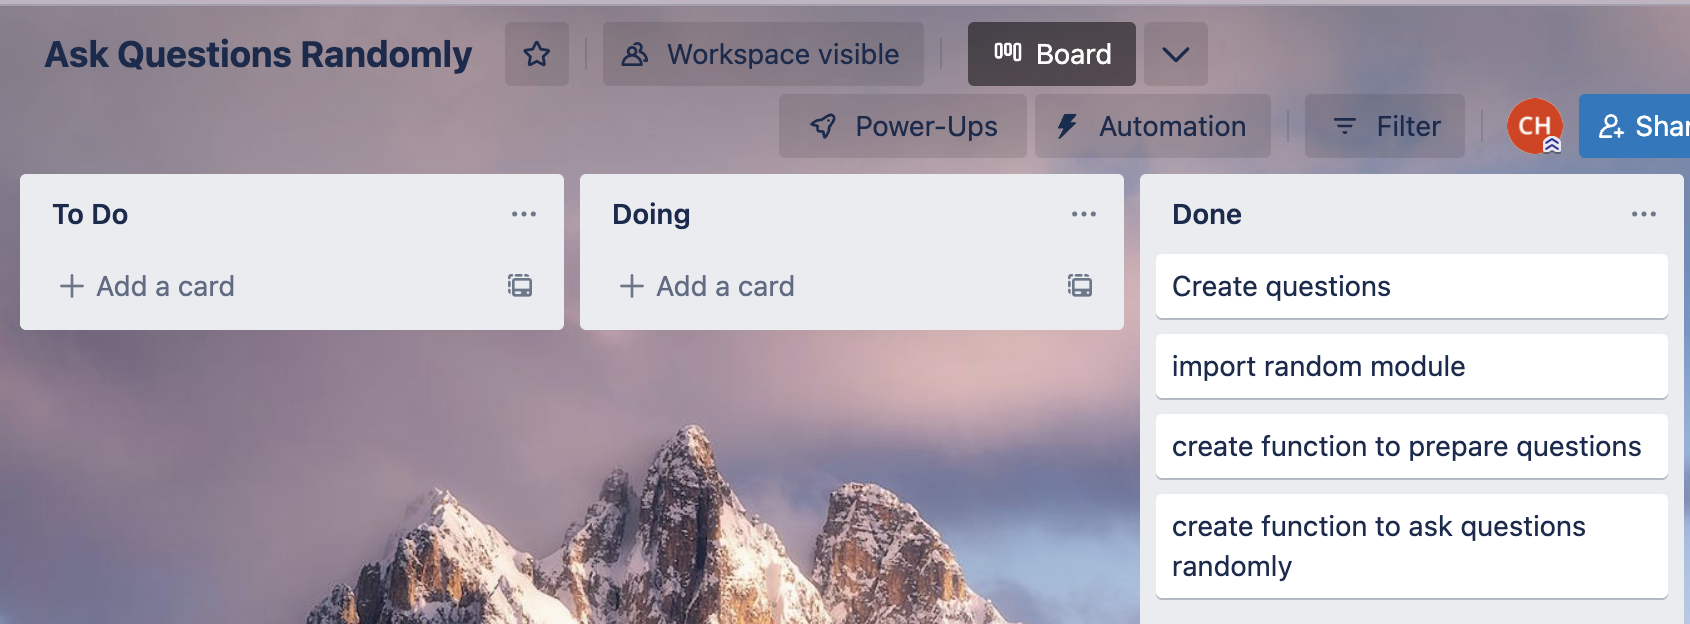 Ask Questions Randomly
Workspace visible
Board
Power-Ups
Automation
Filter
CH
To Do
Add a card
Doing
Add a card
Done
Create questions
import random module
create function to prepare questions
create function to ask questions
randomly